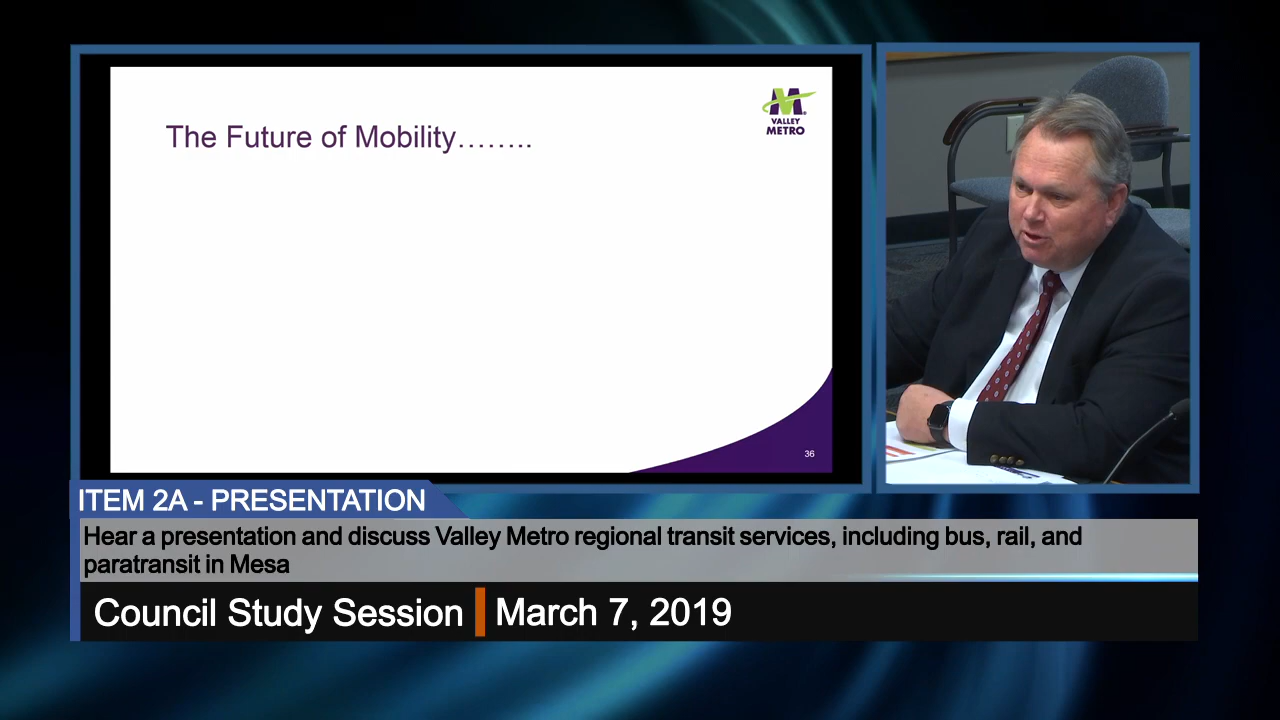 The Future of Mobility……..
VALLEY
METRO
36
ITEM 2A - PRESENTATION
Hear a presentation and discuss Valley Metro regional transit services, including bus, rail, and
paratransit in Mesa
Council Study Session
March 7, 2019